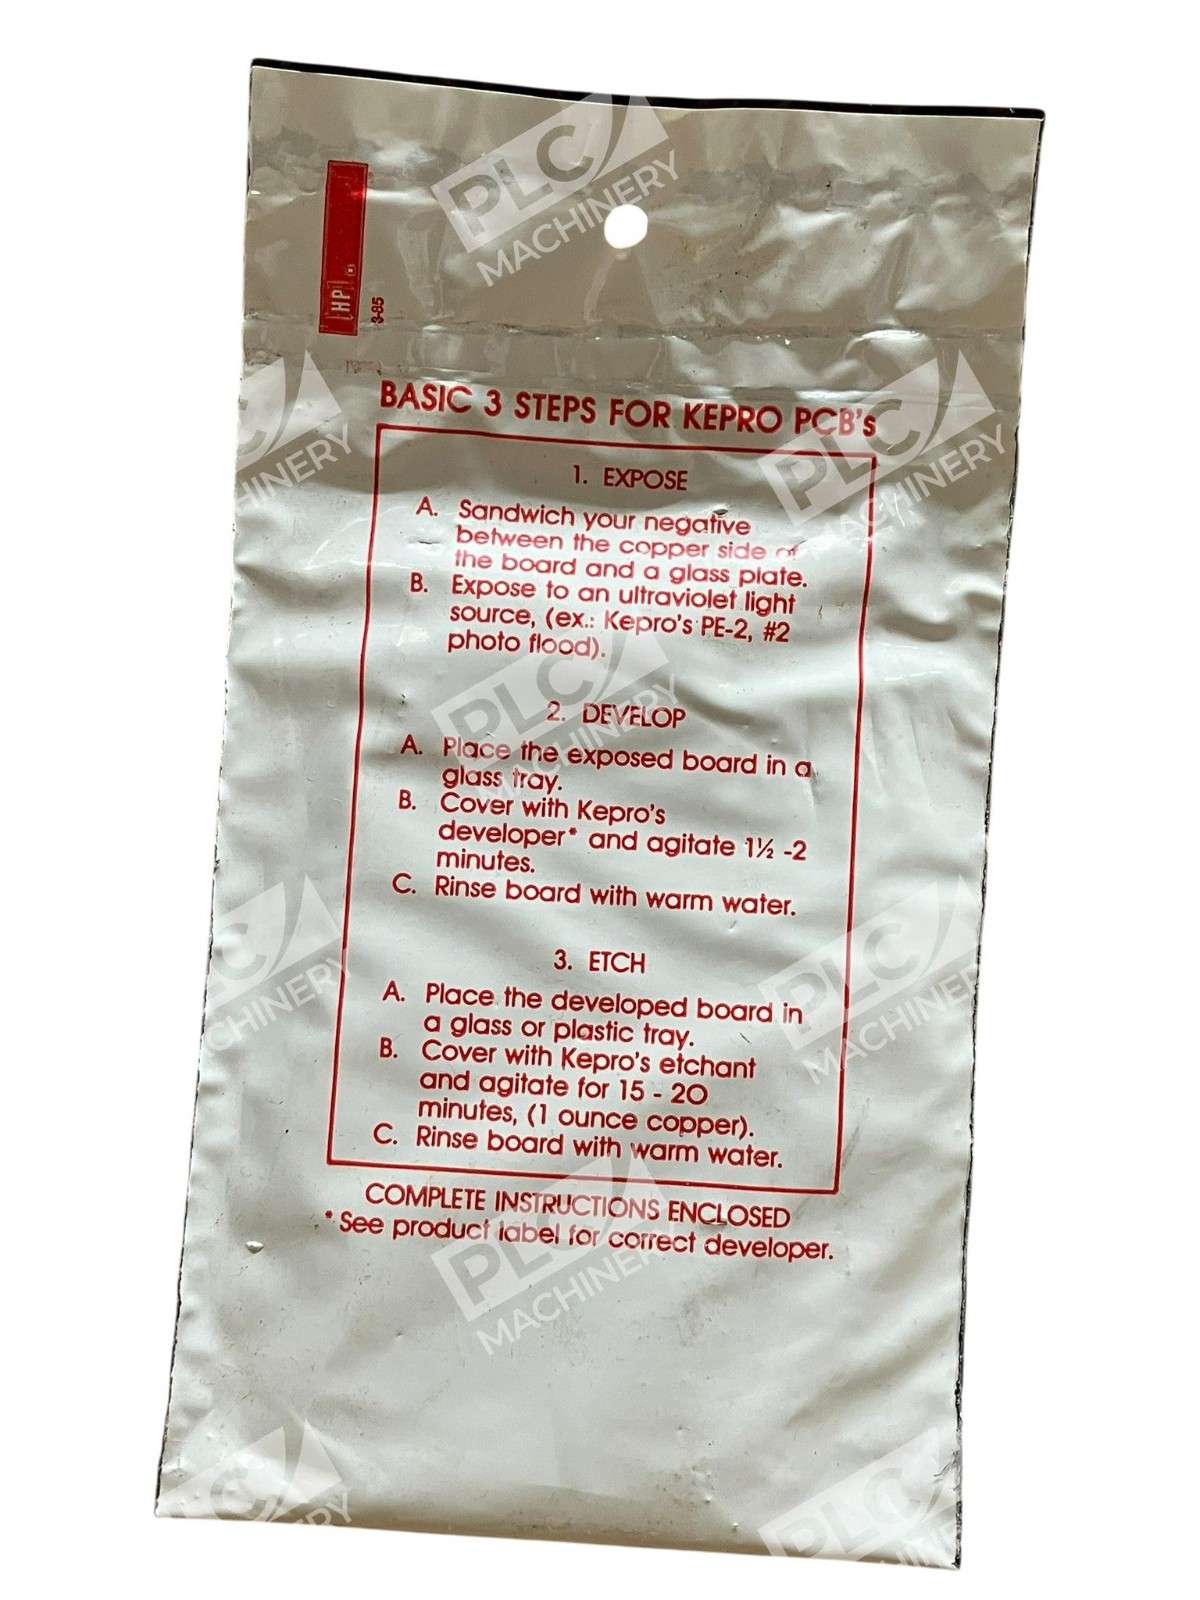 PLC
MACHINERY
HP
3-85
BASIC 3 STEPS FOR KEPRO PCB's
1. EXPOSE
A. Sandwich your negative
between the copper side of
the board and a glass plate.
B. Expose to an ultraviolet light
source, (ex.: Kepro's PE-2, #2
photo flood).
2. DEVELOP
A. Place the exposed board in a
glass tray.
B. Cover with Kepro's
developer* and agitate 1½ -2
minutes.
C. Rinse board with warm water.
3. ETCH
A. Place the developed board in
a glass or plastic tray.
B. Cover with Kepro's etchant
and agitate for 15 - 20
minutes, (1 ounce copper).
C. Rinse board with warm water.
COMPLETE INSTRUCTIONS ENCLOSED
* See product label for correct developer.